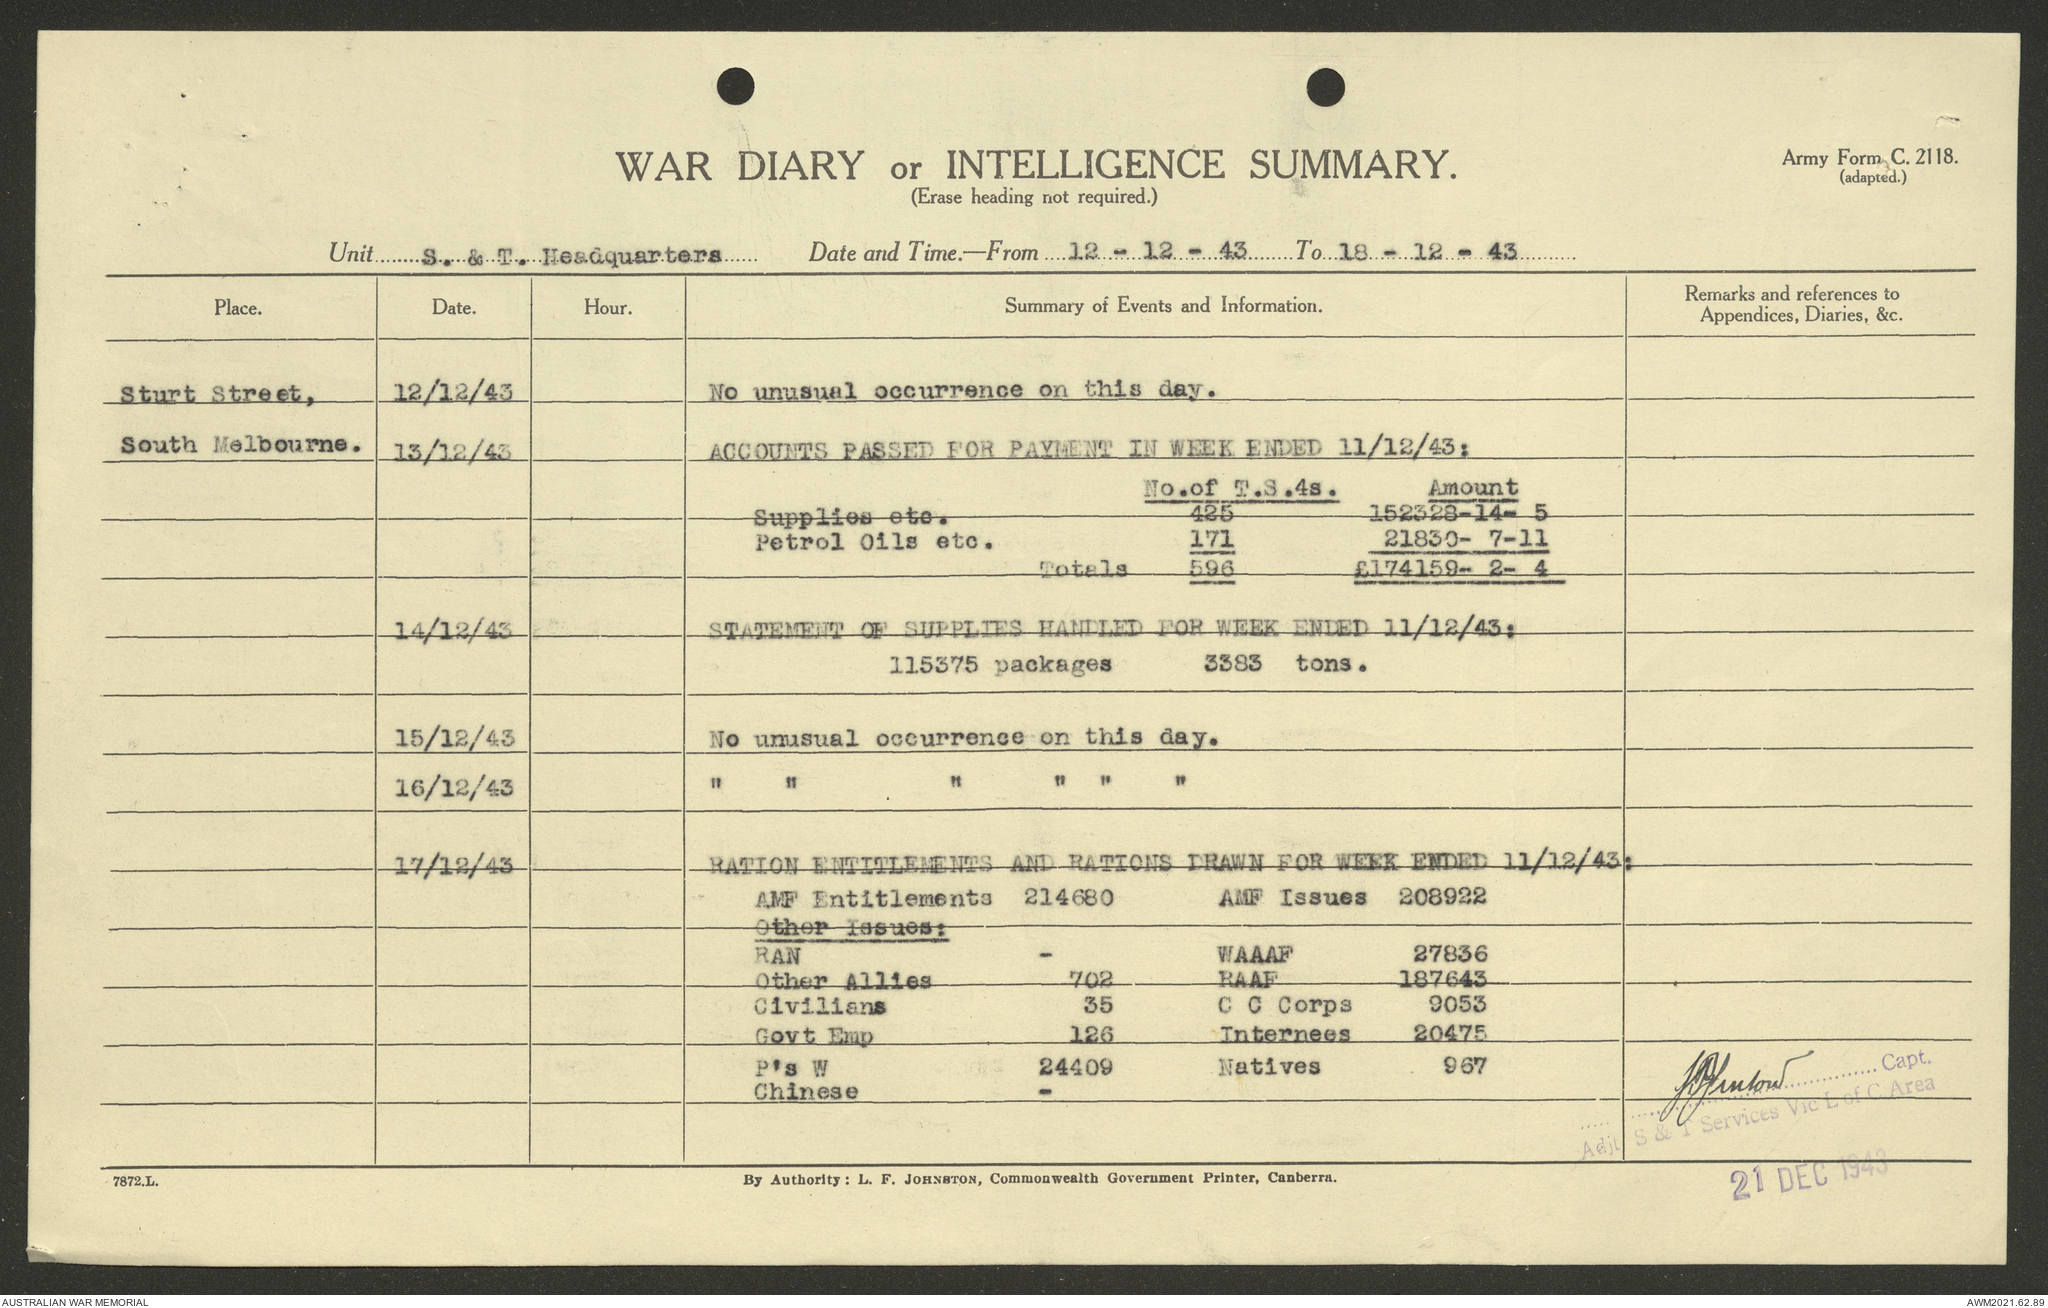 WAR DIARY or INTELLIGENCE SUMMARY.
(Erase heading not required.)
Army Form C. 2118.
(adapted.)
Unit S. & T. Headquarters Date and Time.—From 12 - 12 - 43 To 18 - 12 - 43
Place. Date. Hour. Summary of Events and Information. Remarks and references to
Appendices, Diaries, &c.
Sturt Street, 12/12/43 No unusual occurrence on this day.
South Melbourne. 13/12/43 ACCOUNTS PASSED FOR PAYMENT IN WEEK ENDED 11/12/43:
No.of T.S.4s. Amount
Supplies etc. 425 152328-14- 5
Petrol Oils etc. 171 21830- 7-11
Totals 596 £174159- 2- 4
14/12/43 STATEMENT OF SUPPLIES HANDLED FOR WEEK ENDED 11/12/43:
115375 packages 3383 tons.
15/12/43 No unusual occurrence on this day.
16/12/43 " " " " " "
17/12/43 RATION ENTITLEMENTS AND RATIONS DRAWN FOR WEEK ENDED 11/12/43:
AMF Entitlements 214680 AMF Issues 208922
Other Issues:
RAN - WAAAF 27836
Other Allies 702 RAAF 187643
Civilians 35 C C Corps 9053
Govt Emp 126 Internees 20475
P's W 24409 Natives 967
Chinese -
Capt.
Adjt S & T Services Vic L of C Area
21 DEC 1943
7872.L.
By Authority: L. F. JOHNSTON, Commonwealth Government Printer, Canberra.
AUSTRALIAN WAR MEMORIAL
AWM2021.62.89